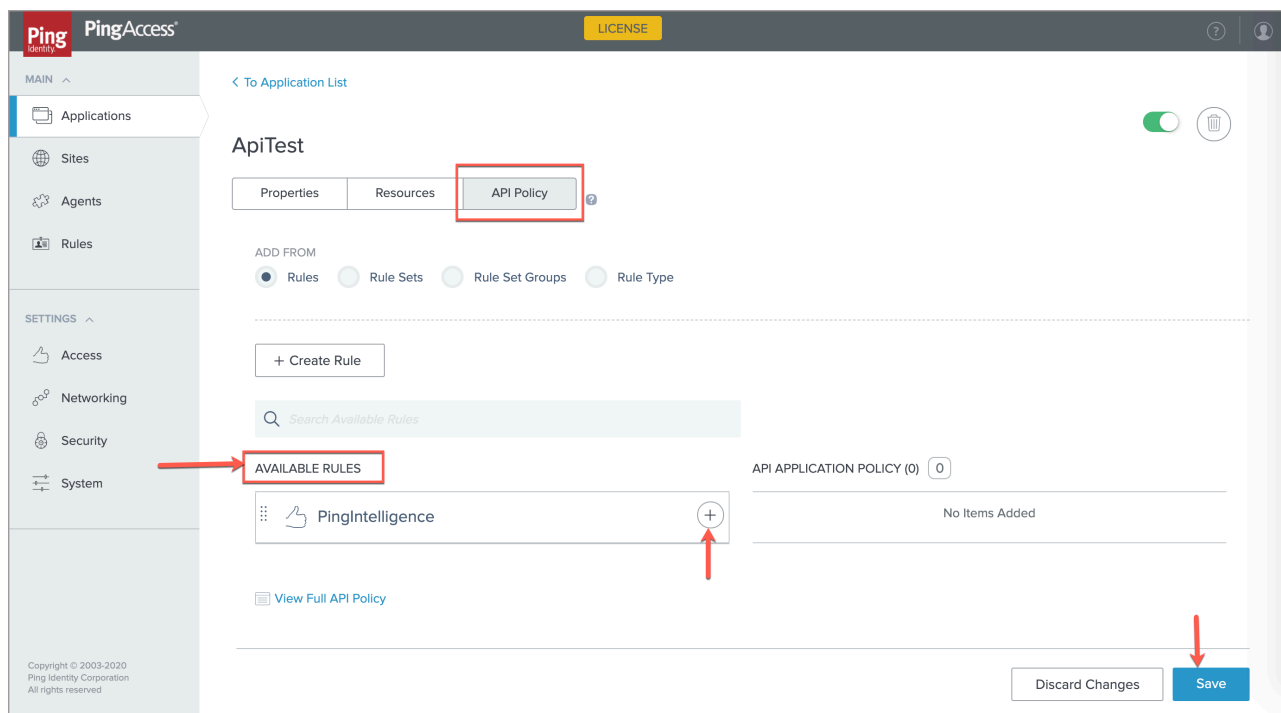 Ping
Identity.
PingAccess®
LICENSE
?
MAIN
Applications
Sites
Agents
Rules
SETTINGS
Access
Networking
Security
System
Copyright © 2003-2020
Ping Identity Corporation
All rights reserved
< To Application List
ApiTest
Properties
Resources
API Policy
?
ADD FROM
Rules
Rule Sets
Rule Set Groups
Rule Type
+ Create Rule
Search Available Rules
AVAILABLE RULES
PingIntelligence
+
API APPLICATION POLICY (0) 0
No Items Added
View Full API Policy
Discard Changes
Save